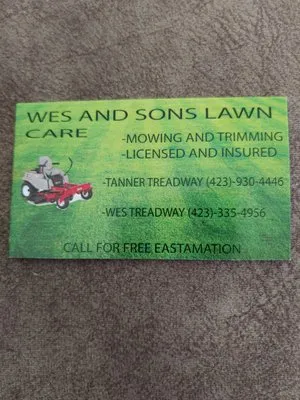 WES AND SONS LAWN
CARE
-MOWING AND TRIMMING
-LICENSED AND INSURED
-TANNER TREADWAY (423)-930-4446
-WES TREADWAY (423)-335-4956
CALL FOR FREE EASTAMATION